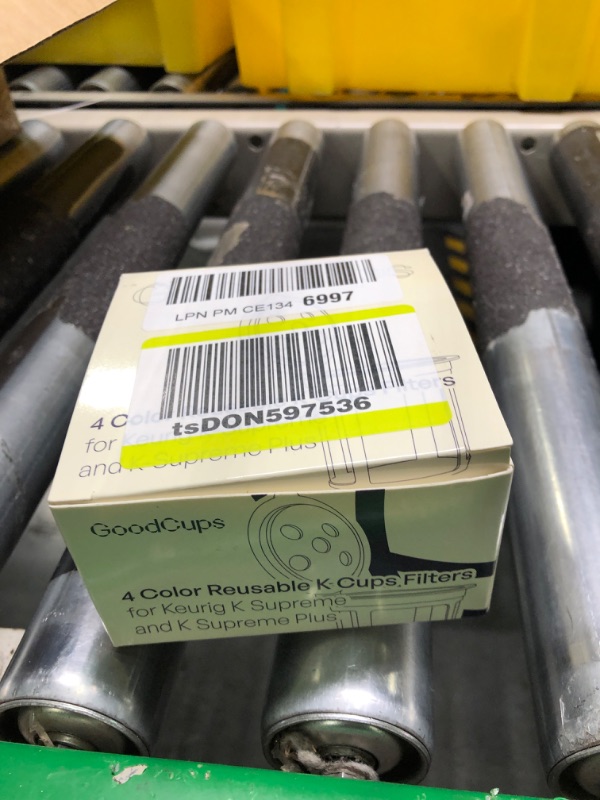 LPN PM CE134 6997
tsDON597536
4 Color
for Keurig
and K Supreme Plus
GoodCups
4 Color Reusable K Cups Filters
for Keurig K Supreme
and K Supreme Plus